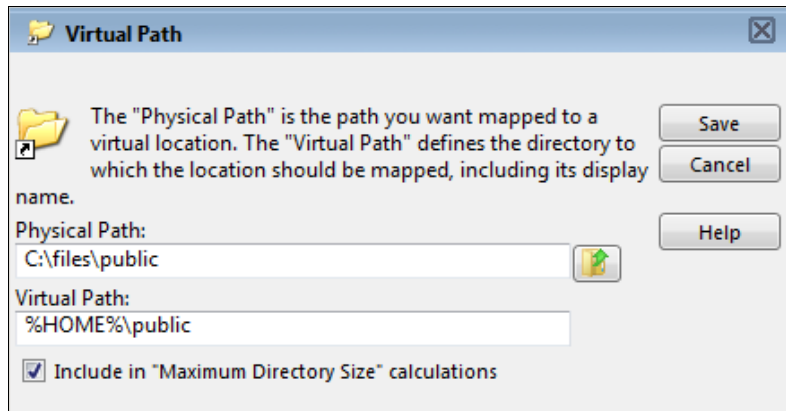 Virtual Path
The "Physical Path" is the path you want mapped to a
virtual location. The "Virtual Path" defines the directory to
which the location should be mapped, including its display
name.
Save
Cancel
Help
Physical Path:
C:\files\public
Virtual Path:
%HOME%\public
Include in "Maximum Directory Size" calculations